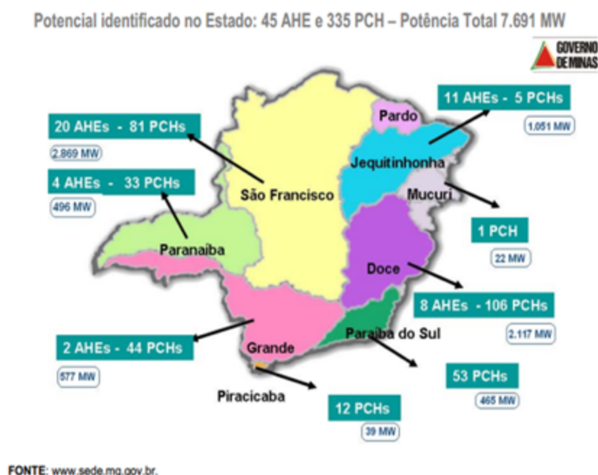 Potencial identificado no Estado: 45 AHE e 335 PCH – Potência Total 7.691 MW
GOVERNO
DE MINAS
11 AHEs - 5 PCHs
1.051 MW
Pardo
20 AHEs - 81 PCHs
2.869 MW
Jequitinhonha
4 AHEs - 33 PCHs
496 MW
São Francisco
Mucuri
1 PCH
22 MW
Paranaíba
Doce
8 AHEs - 106 PCHs
2.117 MW
Paraíba do Sul
2 AHEs - 44 PCHs
577 MW
Grande
53 PCHs
465 MW
Piracicaba
12 PCHs
39 MW
FONTE: www.sede.mg.gov.br.